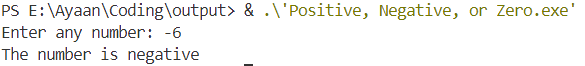 PS E:\Ayaan\Coding\output> & .\'Positive, Negative, or Zero.exe'
Enter any number: -6
The number is negative